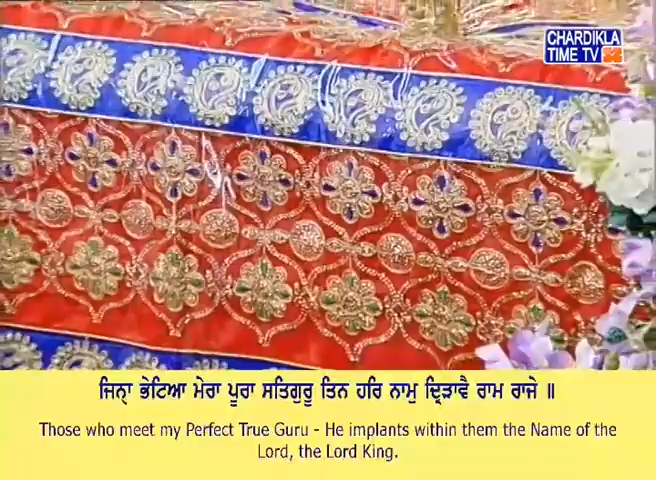 CHARDIKLA
TIME TV
ਜਿਨ੍ਹਾ ਭੇਟਿਆ ਮੇਰਾ ਪੂਰਾ ਸਤਿਗੁਰੂ ਤਿਨ ਹਰਿ ਨਾਮੁ ਦ੍ਰਿੜਾਵੈ ਰਾਮ ਰਾਜੇ ॥
Those who meet my Perfect True Guru - He implants within them the Name of the
Lord, the Lord King.